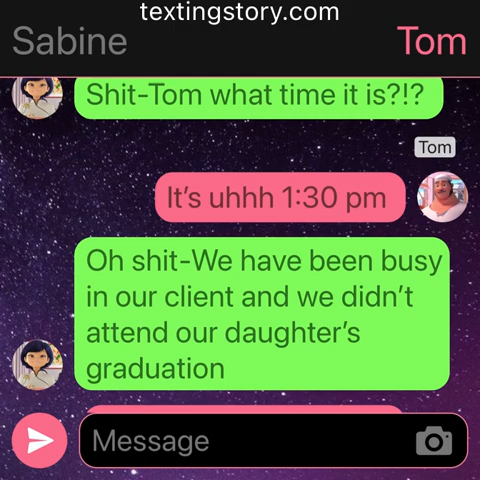 textingstory.com
Sabine
Tom
Shit-Tom what time it is?!?
Tom
It's uhhh 1:30 pm
Oh shit-We have been busy
in our client and we didn't
attend our daughter's
graduation
Message